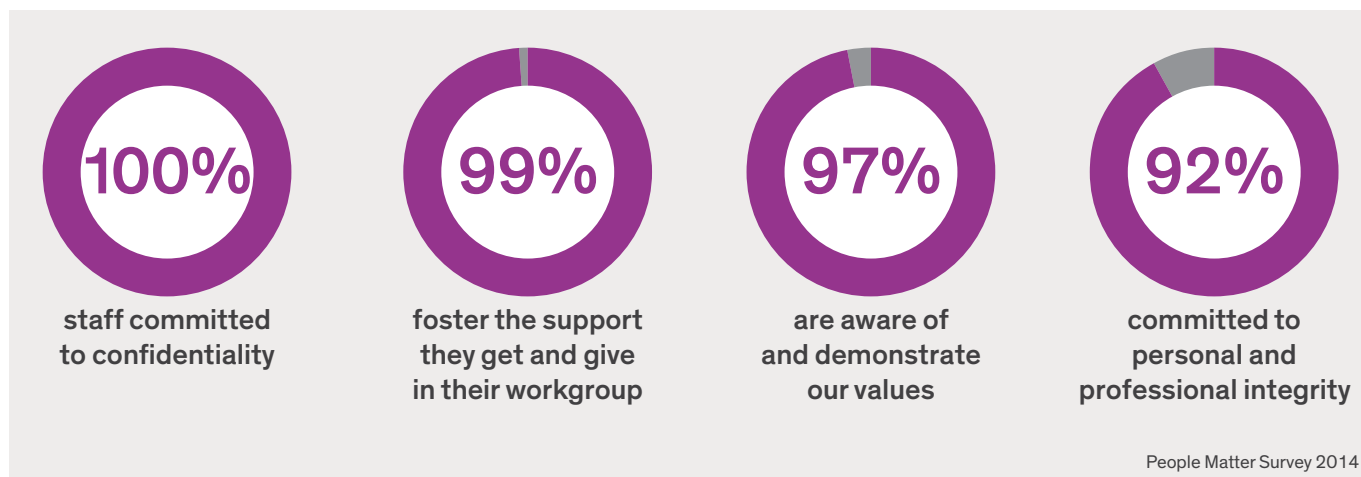 100%
staff committed
to confidentiality
99%
foster the support
they get and give
in their workgroup
97%
are aware of
and demonstrate
our values
92%
committed to
personal and
professional integrity
People Matter Survey 2014